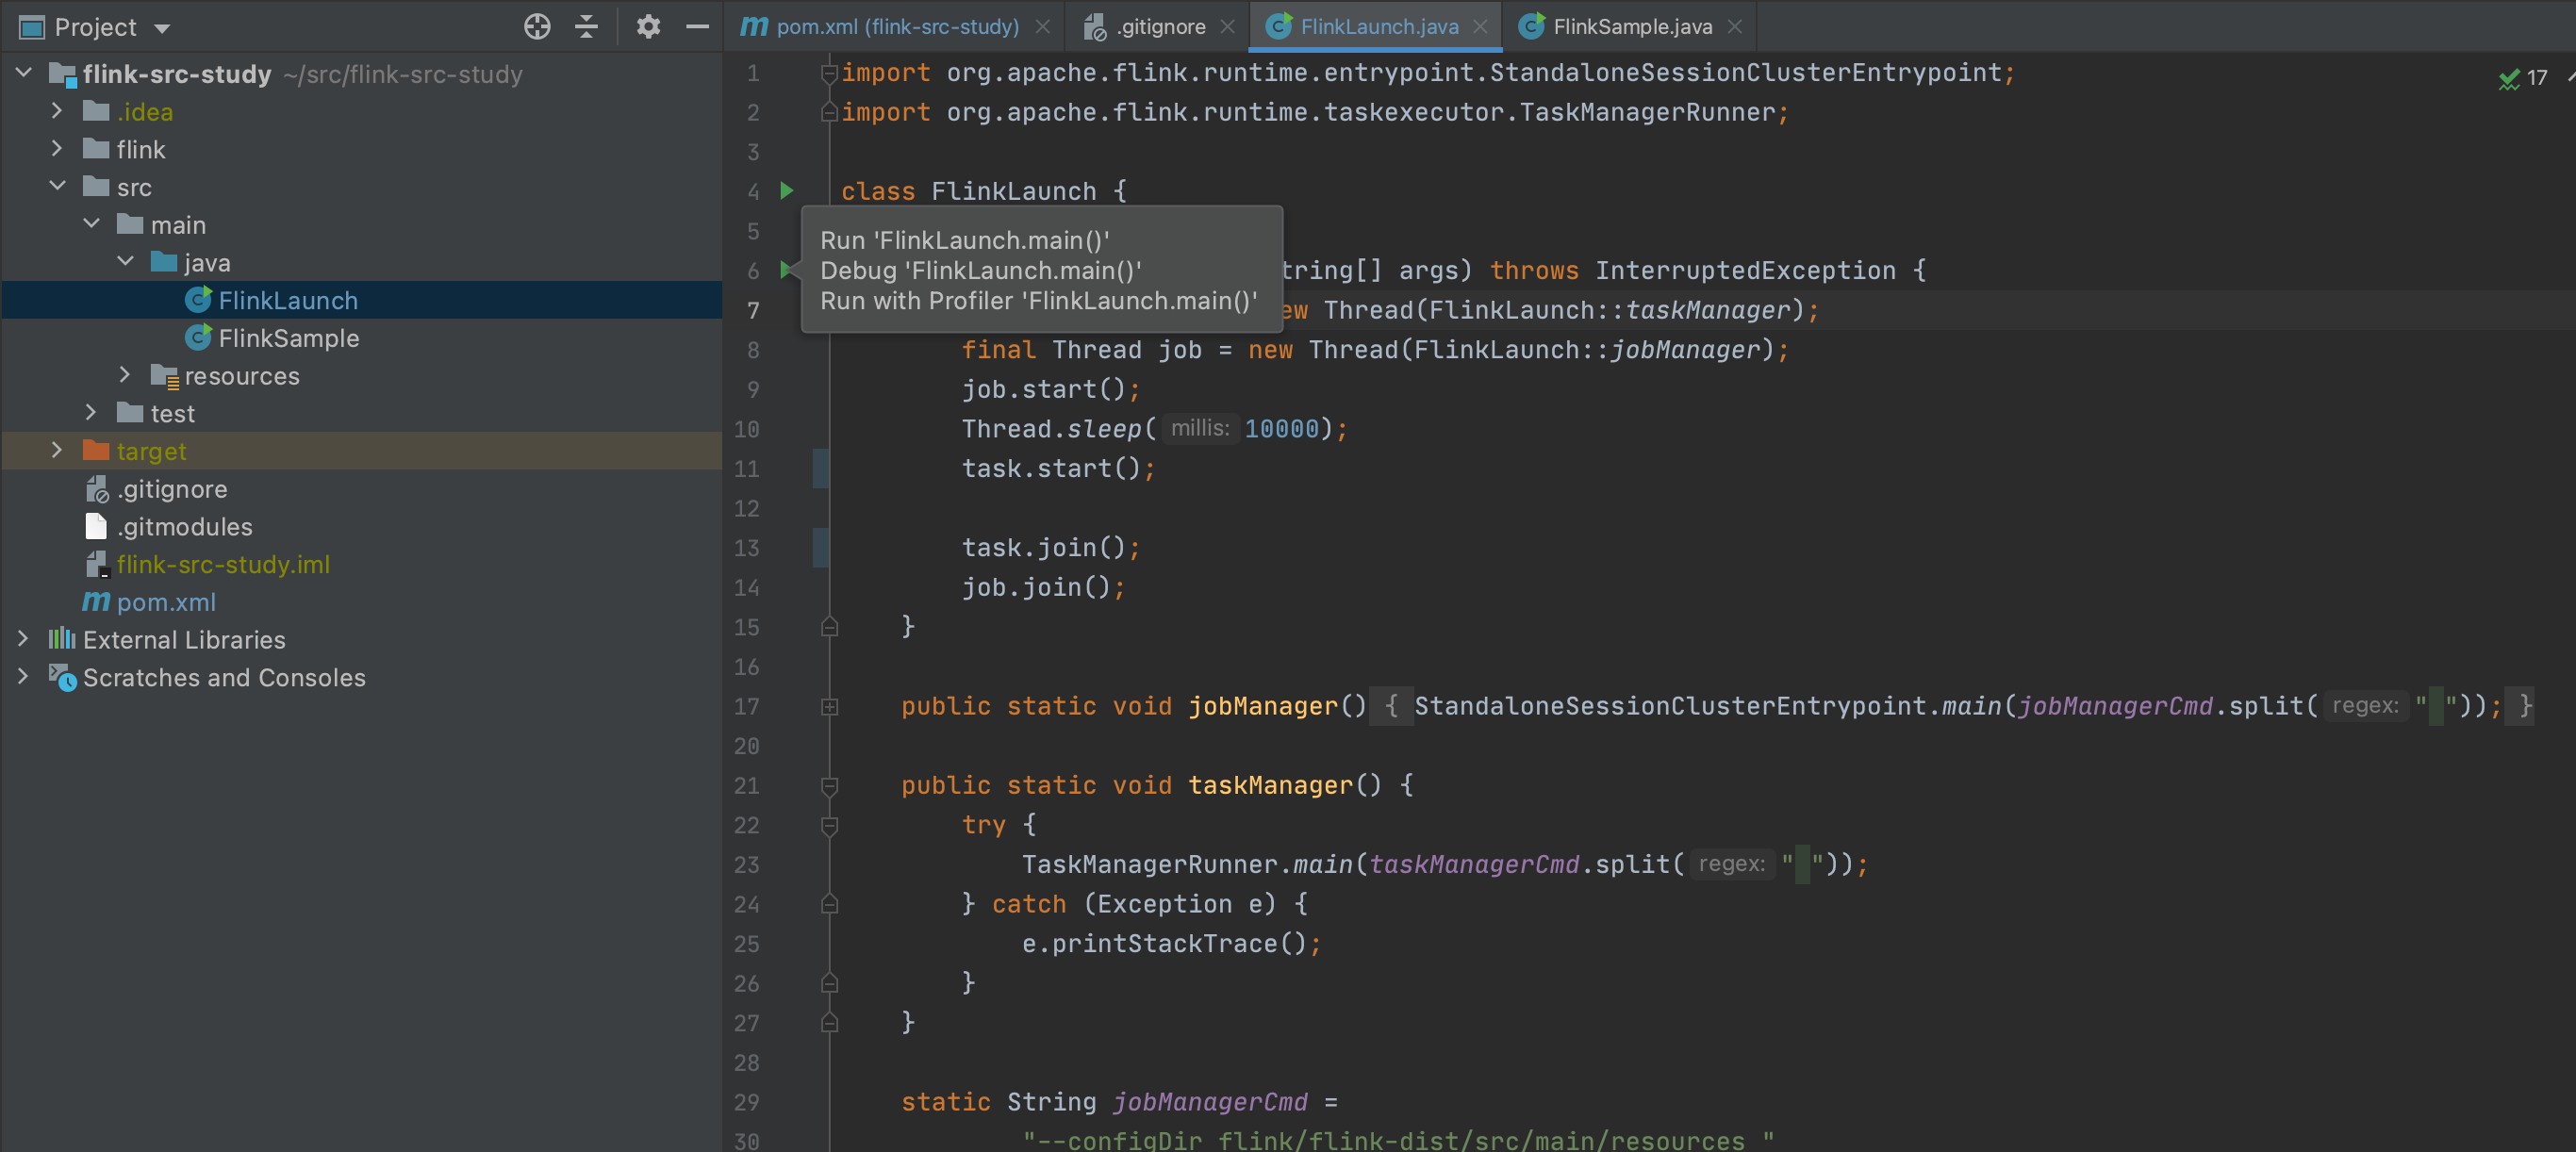 Project
flink-src-study ~/src/flink-src-study
.idea
flink
src
main
java
FlinkLaunch
FlinkSample
resources
test
target
.gitignore
.gitmodules
flink-src-study.iml
pom.xml
External Libraries
Scratches and Consoles
pom.xml (flink-src-study) .gitignore FlinkLaunch.java FlinkSample.java
17
1 import org.apache.flink.runtime.entrypoint.StandaloneSessionClusterEntrypoint;
2 import org.apache.flink.runtime.taskexecutor.TaskManagerRunner;
3
4 class FlinkLaunch {
5
Run 'FlinkLaunch.main()'
Debug 'FlinkLaunch.main()'
Run with Profiler 'FlinkLaunch.main()'
6 tring[] args) throws InterruptedException {
7 ew Thread(FlinkLaunch::taskManager);
8 final Thread job = new Thread(FlinkLaunch::jobManager);
9 job.start();
10 Thread.sleep( millis: 10000);
11 task.start();
12
13 task.join();
14 job.join();
15 }
16
17 public static void jobManager() { StandaloneSessionClusterEntrypoint.main(jobManagerCmd.split( regex: " ")); }
20
21 public static void taskManager() {
22 try {
23 TaskManagerRunner.main(taskManagerCmd.split( regex: " "));
24 } catch (Exception e) {
25 e.printStackTrace();
26 }
27 }
28
29 static String jobManagerCmd =
30 "--configDir flink/flink-dist/src/main/resources "